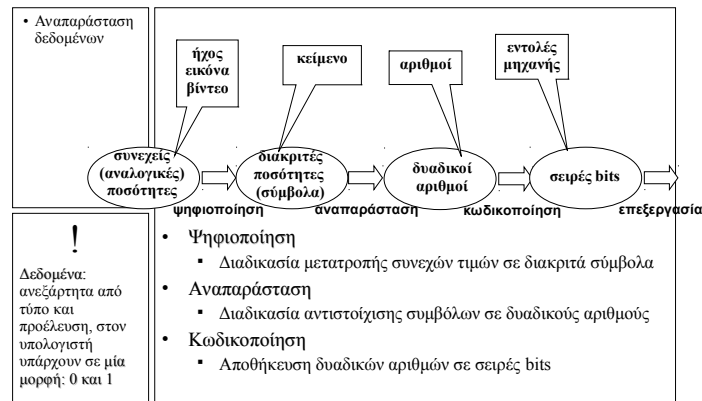 • Αναπαράσταση
δεδομένων
ήχος
εικόνα
βίντεο
κείμενο
αριθμοί
εντολές
μηχανής
συνεχείς
(αναλογικές)
ποσότητες
διακριτές
ποσότητες
(σύμβολα)
δυαδικοί
αριθμοί
σειρές bits
ψηφιοποίηση
αναπαράσταση
κωδικοποίηση
επεξεργασία
!
Δεδομένα:
ανεξάρτητα από
τύπο και
προέλευση, στον
υπολογιστή
υπάρχουν σε μία
μορφή: 0 και 1
• Ψηφιοποίηση
▪ Διαδικασία μετατροπής συνεχών τιμών σε διακριτά σύμβολα
• Αναπαράσταση
▪ Διαδικασία αντιστοίχισης συμβόλων σε δυαδικούς αριθμούς
• Κωδικοποίηση
▪ Αποθήκευση δυαδικών αριθμών σε σειρές bits